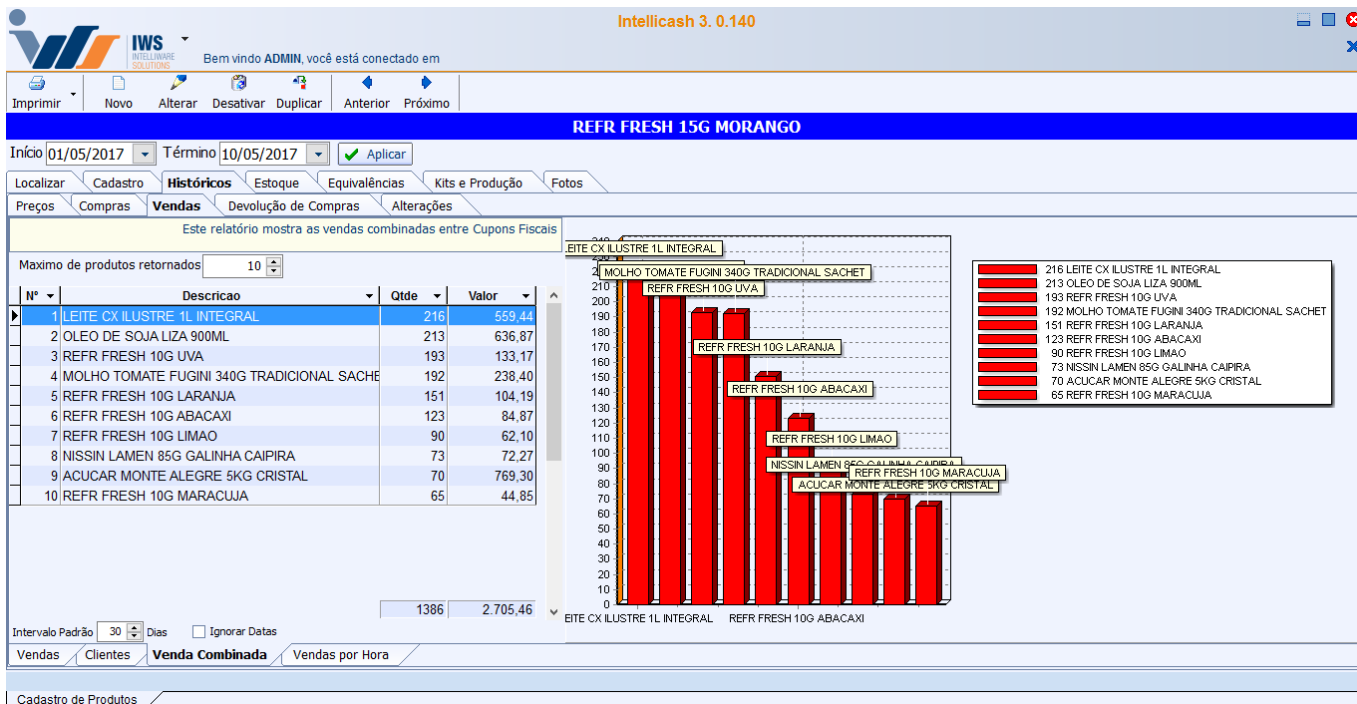 Intellicash 3. 0.140
IWS
INTELLIWARE
SOLUTIONS
Bem vindo ADMIN, você está conectado em
Imprimir Novo Alterar Desativar Duplicar Anterior Próximo
REFR FRESH 15G MORANGO
Início 01/05/2017 Término 10/05/2017 Aplicar
Localizar Cadastro Históricos Estoque Equivalências Kits e Produção Fotos
Preços Compras Vendas Devolução de Compras Alterações
Este relatório mostra as vendas combinadas entre Cupons Fiscais
Maximo de produtos retornados 10
N° Descricao Qtde Valor
1 LEITE CX ILUSTRE 1L INTEGRAL 216 559,44
2 OLEO DE SOJA LIZA 900ML 213 636,87
3 REFR FRESH 10G UVA 193 133,17
4 MOLHO TOMATE FUGINI 340G TRADICIONAL SACHE 192 238,40
5 REFR FRESH 10G LARANJA 151 104,19
6 REFR FRESH 10G ABACAXI 123 84,87
7 REFR FRESH 10G LIMAO 90 62,10
8 NISSIN LAMEN 85G GALINHA CAIPIRA 73 72,27
9 ACUCAR MONTE ALEGRE 5KG CRISTAL 70 769,30
10 REFR FRESH 10G MARACUJA 65 44,85
1386 2.705,46
Intervalo Padrão 30 Dias Ignorar Datas
LEITE CX ILUSTRE 1L INTEGRAL
MOLHO TOMATE FUGINI 340G TRADICIONAL SACHET
REFR FRESH 10G UVA
REFR FRESH 10G LARANJA
REFR FRESH 10G ABACAXI
REFR FRESH 10G LIMAO
NISSIN LAMEN 85G GALINHA CAIPIRA
REFR FRESH 10G MARACUJA
ACUCAR MONTE ALEGRE 5KG CRISTAL
240
210
200
190
180
170
160
150
140
130
120
110
100
90
80
70
60
50
40
30
20
10
0
LEITE CX ILUSTRE 1L INTEGRAL REFR FRESH 10G ABACAXI
216 LEITE CX ILUSTRE 1L INTEGRAL
213 OLEO DE SOJA LIZA 900ML
193 REFR FRESH 10G UVA
192 MOLHO TOMATE FUGINI 340G TRADICIONAL SACHET
151 REFR FRESH 10G LARANJA
123 REFR FRESH 10G ABACAXI
90 REFR FRESH 10G LIMAO
73 NISSIN LAMEN 85G GALINHA CAIPIRA
70 ACUCAR MONTE ALEGRE 5KG CRISTAL
65 REFR FRESH 10G MARACUJA
Vendas Clientes Venda Combinada Vendas por Hora
Cadastro de Produtos